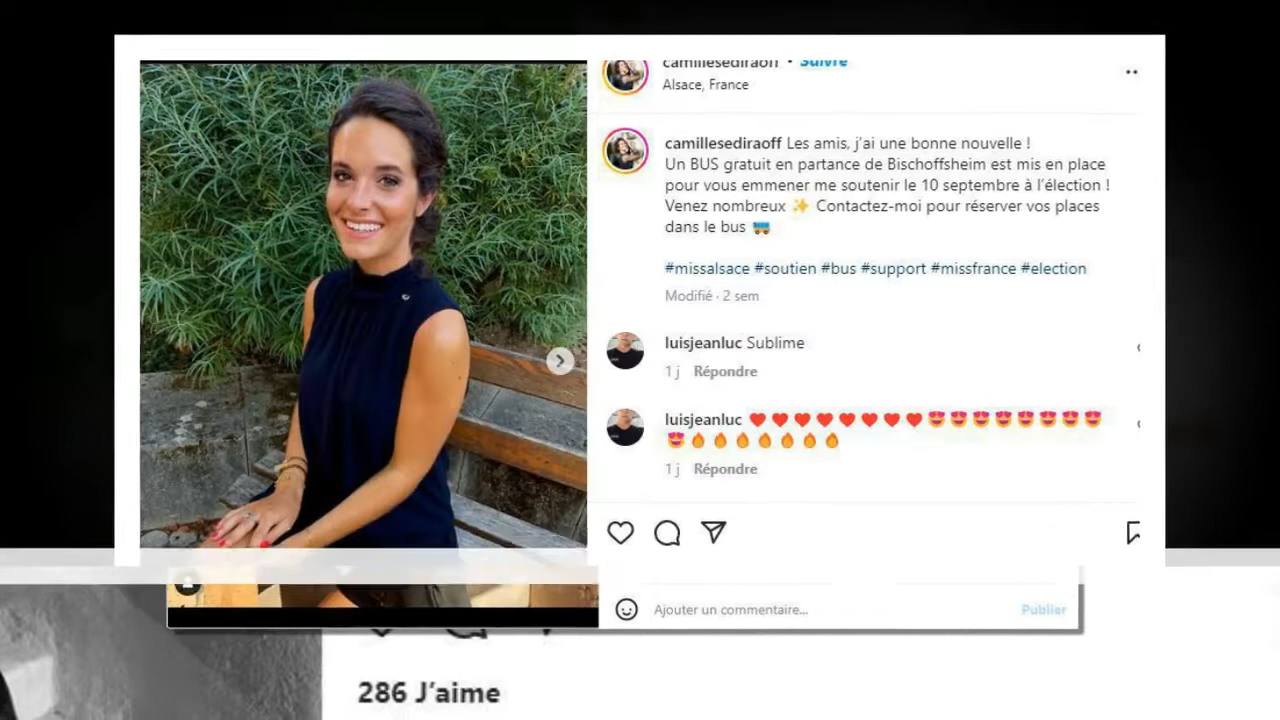 camillesediraoff • Suivre
Alsace, France
camillesediraoff Les amis, j'ai une bonne nouvelle !
Un BUS gratuit en partance de Bischoffsheim est mis en place
pour vous emmener me soutenir le 10 septembre à l'élection !
Venez nombreux ✨ Contactez-moi pour réserver vos places
dans le bus 🚌
#missalsace #soutien #bus #support #missfrance #election
Modifié · 2 sem
luisjeanluc Sublime
1 j Répondre
luisjeanluc ❤️❤️❤️❤️❤️❤️❤️❤️😍😍😍😍😍😍😍😍
😍🔥🔥🔥🔥🔥🔥🔥
1 j Répondre
Ajouter un commentaire... Publier
286 J'aime